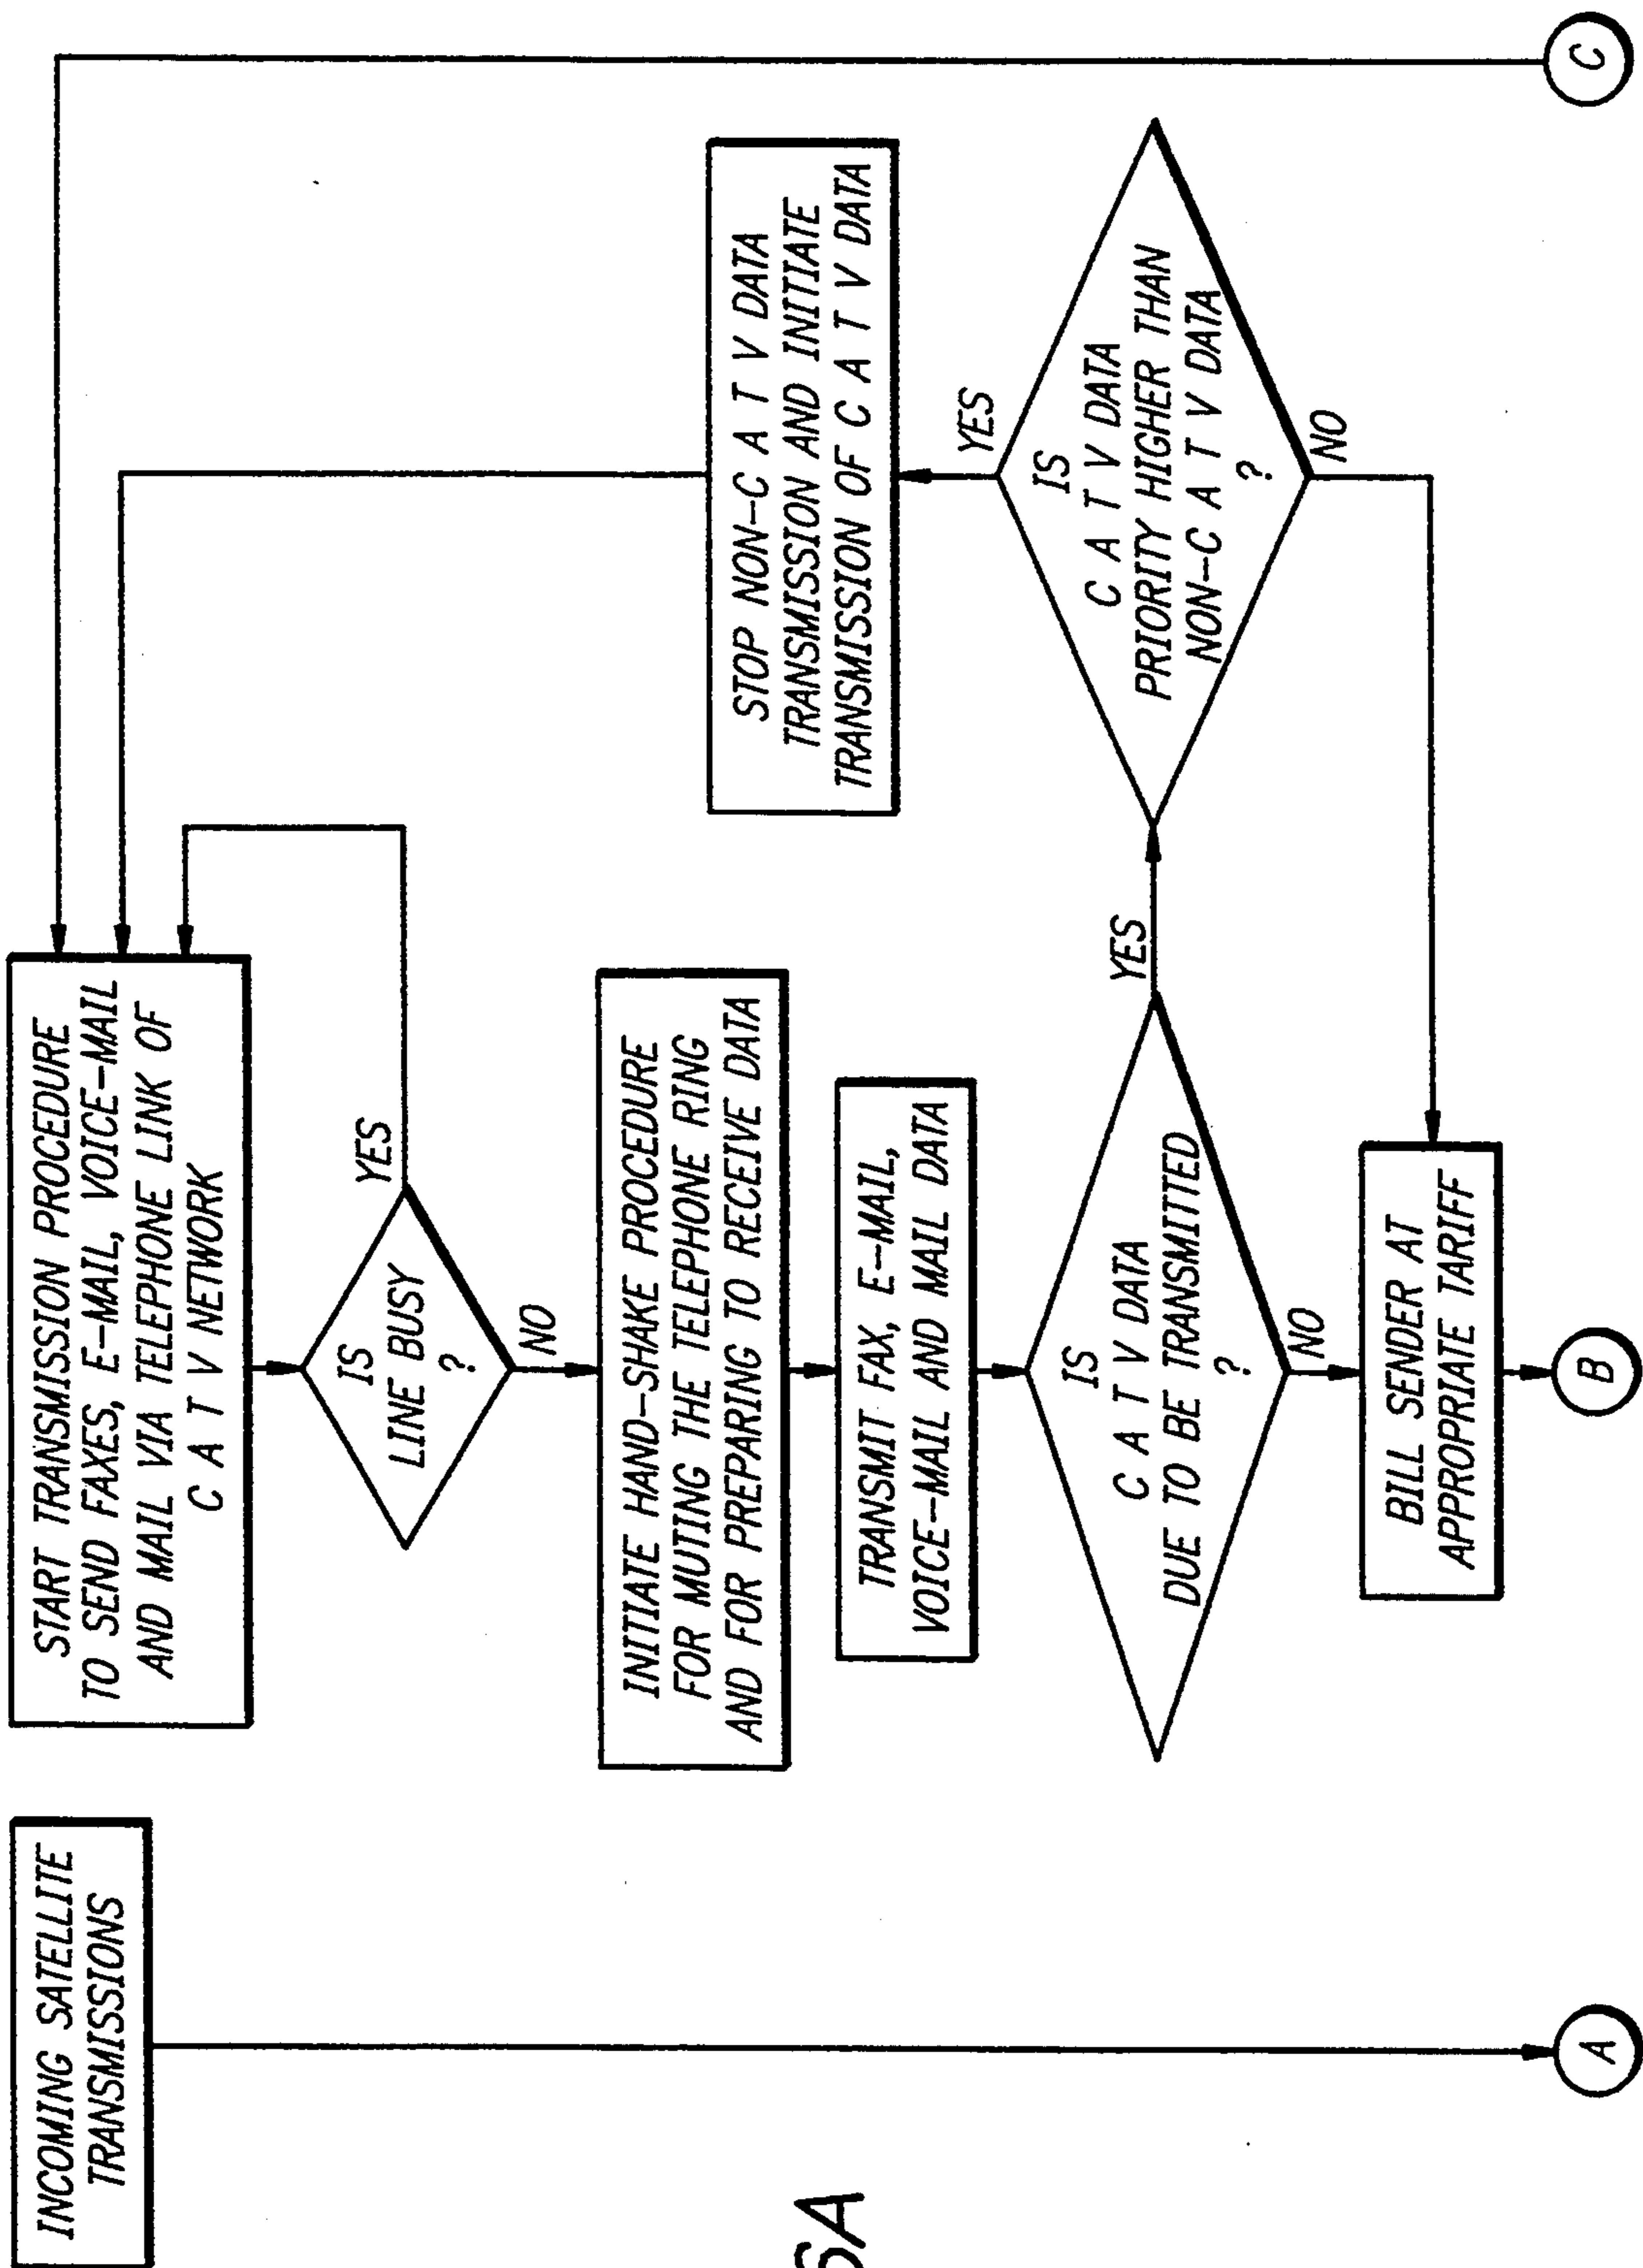 INCOMING SATELLITE
TRANSMISSIONS
START TRANSMISSION PROCEDURE
TO SEND FAXES, E-MAIL, VOICE-MAIL
AND MAIL VIA TELEPHONE LINK OF
C A T V NETWORK
IS
LINE BUSY
?
YES
NO
INITIATE HAND-SHAKE PROCEDURE
FOR MUTING THE TELEPHONE RING
AND FOR PREPARING TO RECEIVE DATA
TRANSMIT FAX, E-MAIL,
VOICE-MAIL AND MAIL DATA
IS
C A T V DATA
DUE TO BE TRANSMITTED
?
YES
NO
STOP NON-C A T V DATA
TRANSMISSION AND INITIATE
TRANSMISSION OF C A T V DATA
YES
IS
C A T V DATA
PRIORITY HIGHER THAN
NON-C A T V DATA
?
NO
BILL SENDER AT
APPROPRIATE TARIFF
A
B
C
6A